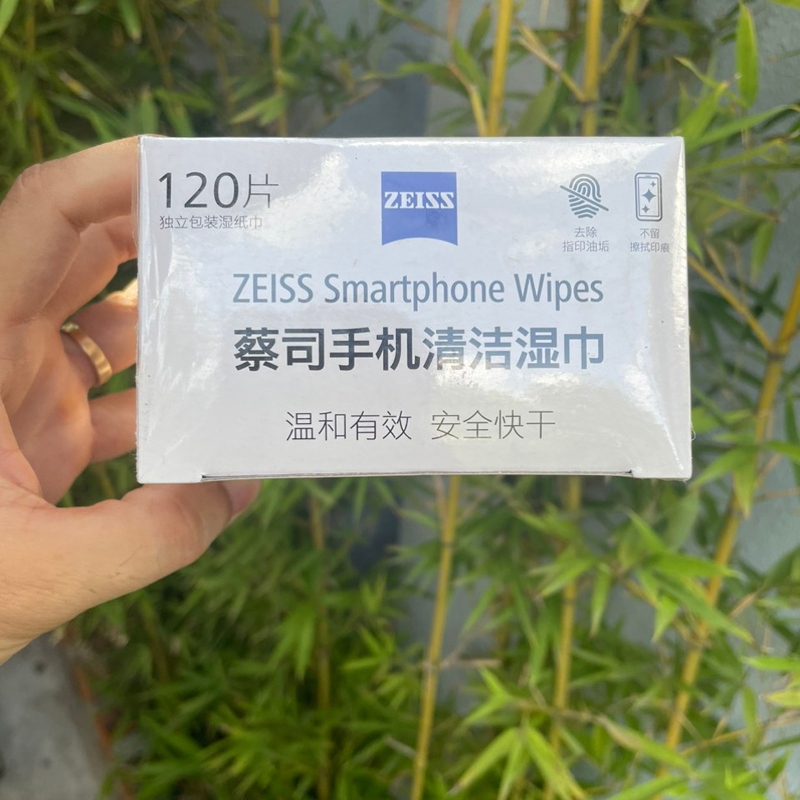 120片
独立包装湿纸巾
ZEISS
去除
指印油垢
不留
擦拭印痕
ZEISS Smartphone Wipes
蔡司手机清洁湿巾
温和有效 安全快干